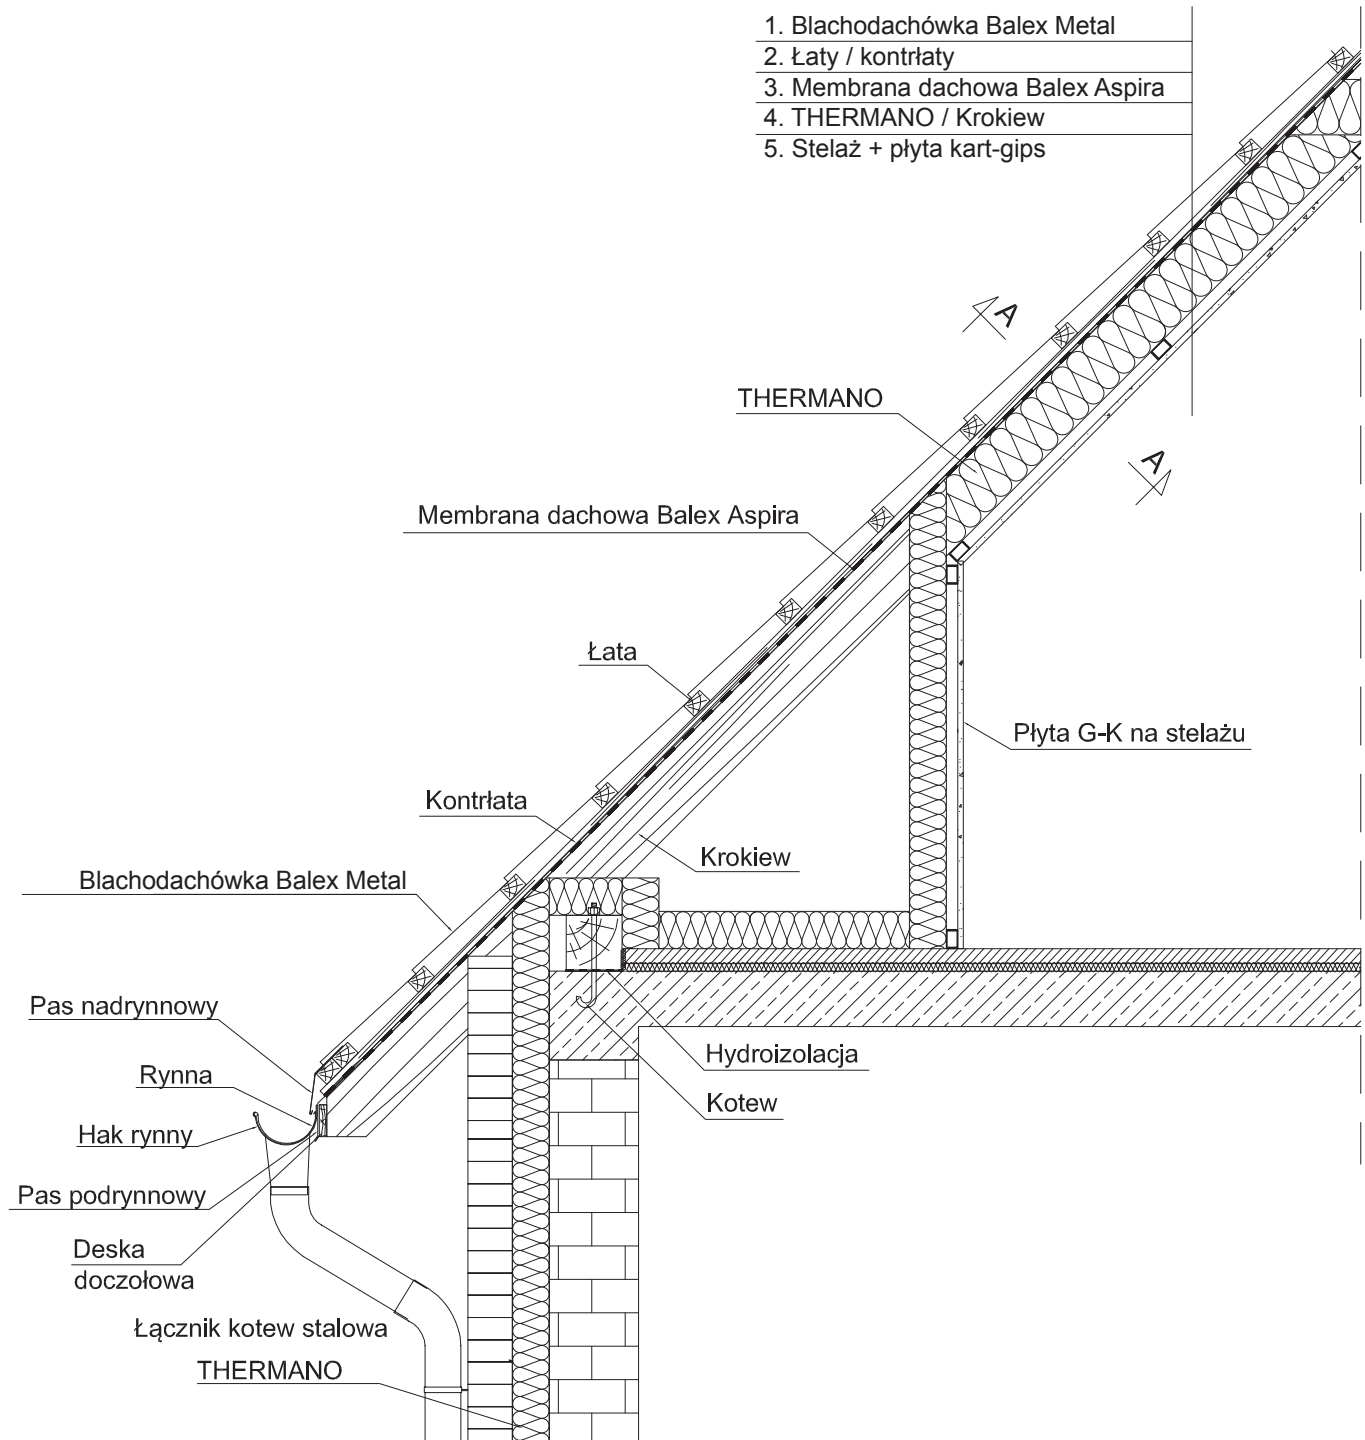 1. Blachodachówka Balex Metal
2. Łaty / kontrłaty
3. Membrana dachowa Balex Aspira
4. THERMANO / Krokiew
5. Stelaż + płyta kart-gips
A
THERMANO
A
Membrana dachowa Balex Aspira
Łata
Płyta G-K na stelażu
Kontrłata
Krokiew
Blachodachówka Balex Metal
Pas nadrynnowy
Hydroizolacja
Rynna
Kotew
Hak rynny
Pas podrynnowy
Deska
doczołowa
Łącznik kotew stalowa
THERMANO